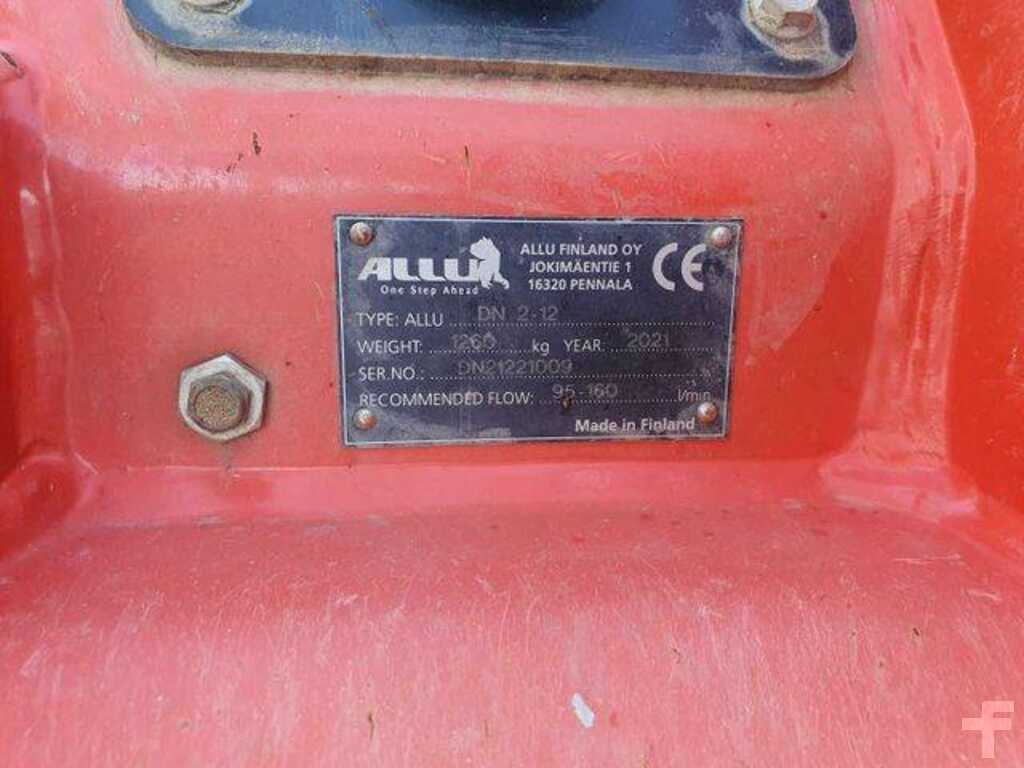 ALLU
One Step Ahead
ALLU FINLAND OY
JOKIMÄENTIE 1
16320 PENNALA
CE
TYPE: ALLU DN 2-12
WEIGHT: 1260 kg YEAR: 2021
SER.NO.: DN21221009
RECOMMENDED FLOW: 95-160 l/min
Made in Finland
f